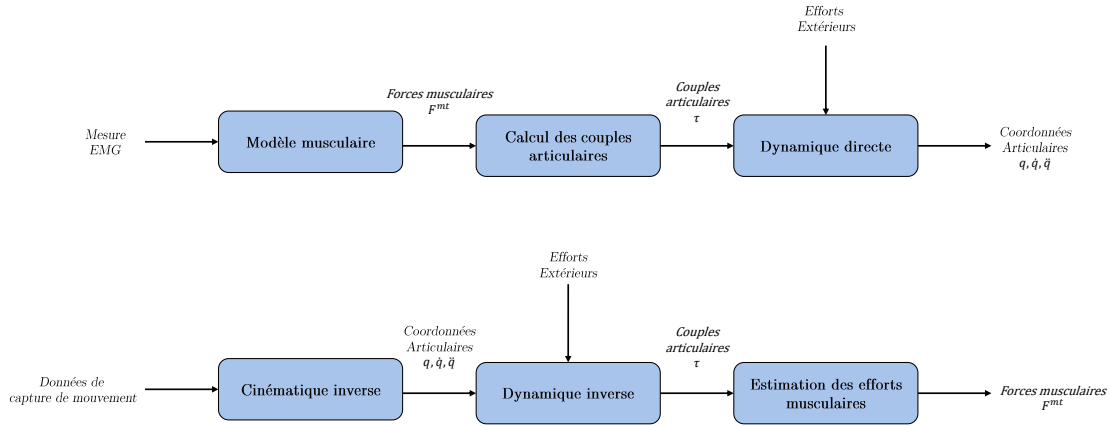 Efforts
Extérieurs
Mesure
EMG
Modèle musculaire
Forces musculaires
F^{mt}
Calcul des couples
articulaires
Couples
articulaires
τ
Dynamique directe
Coordonnées
Articulaires
q, q̇, q̈
Efforts
Extérieurs
Données de
capture de mouvement
Cinématique inverse
Coordonnées
Articulaires
q, q̇, q̈
Dynamique inverse
Couples
articulaires
τ
Estimation des efforts
musculaires
Forces musculaires
F^{mt}